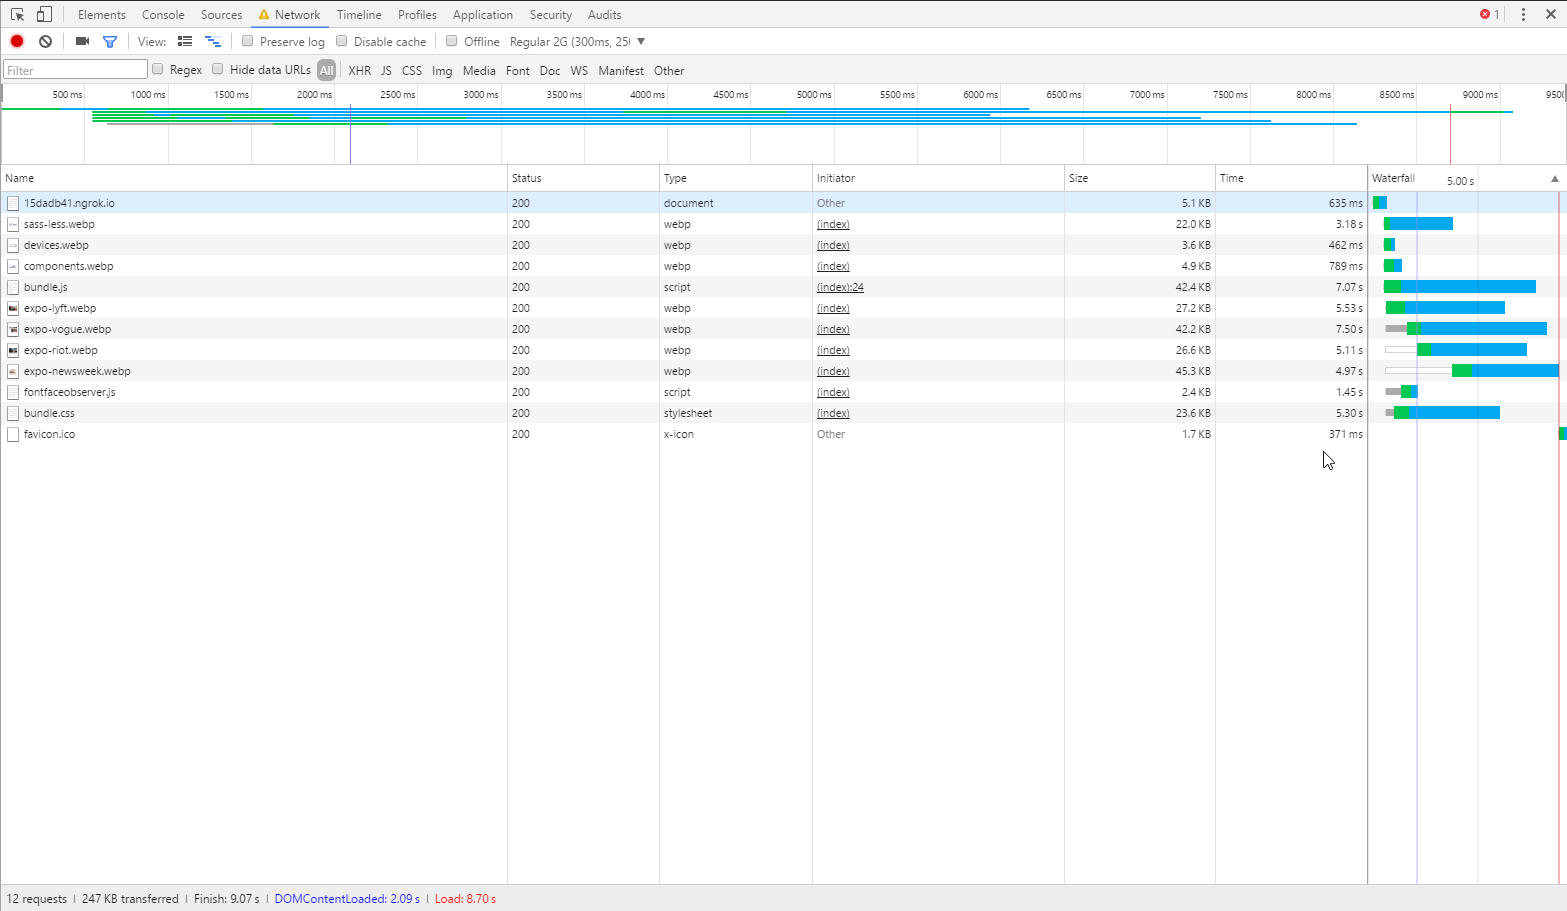 Elements Console Sources Network Timeline Profiles Application Security Audits 1
View: Preserve log Disable cache Offline Regular 2G (300ms, 25
Filter Regex Hide data URLs All XHR JS CSS Img Media Font Doc WS Manifest Other
500 ms 1000 ms 1500 ms 2000 ms 2500 ms 3000 ms 3500 ms 4000 ms 4500 ms 5000 ms 5500 ms 6000 ms 6500 ms 7000 ms 7500 ms 8000 ms 8500 ms 9000 ms 9500
Name Status Type Initiator Size Time Waterfall 5.00 s
15dadb41.ngrok.io 200 document Other 5.1 KB 635 ms
sass-less.webp 200 webp (index) 22.0 KB 3.18 s
devices.webp 200 webp (index) 3.6 KB 462 ms
components.webp 200 webp (index) 4.9 KB 789 ms
bundle.js 200 script (index):24 42.4 KB 7.07 s
expo-lyft.webp 200 webp (index) 27.2 KB 5.53 s
expo-vogue.webp 200 webp (index) 42.2 KB 7.50 s
expo-riot.webp 200 webp (index) 26.6 KB 5.11 s
expo-newsweek.webp 200 webp (index) 45.3 KB 4.97 s
fontfaceobserver.js 200 script (index) 2.4 KB 1.45 s
bundle.css 200 stylesheet (index) 23.6 KB 5.30 s
favicon.ico 200 x-icon Other 1.7 KB 371 ms
12 requests | 247 KB transferred | Finish: 9.07 s | DOMContentLoaded: 2.09 s | Load: 8.70 s